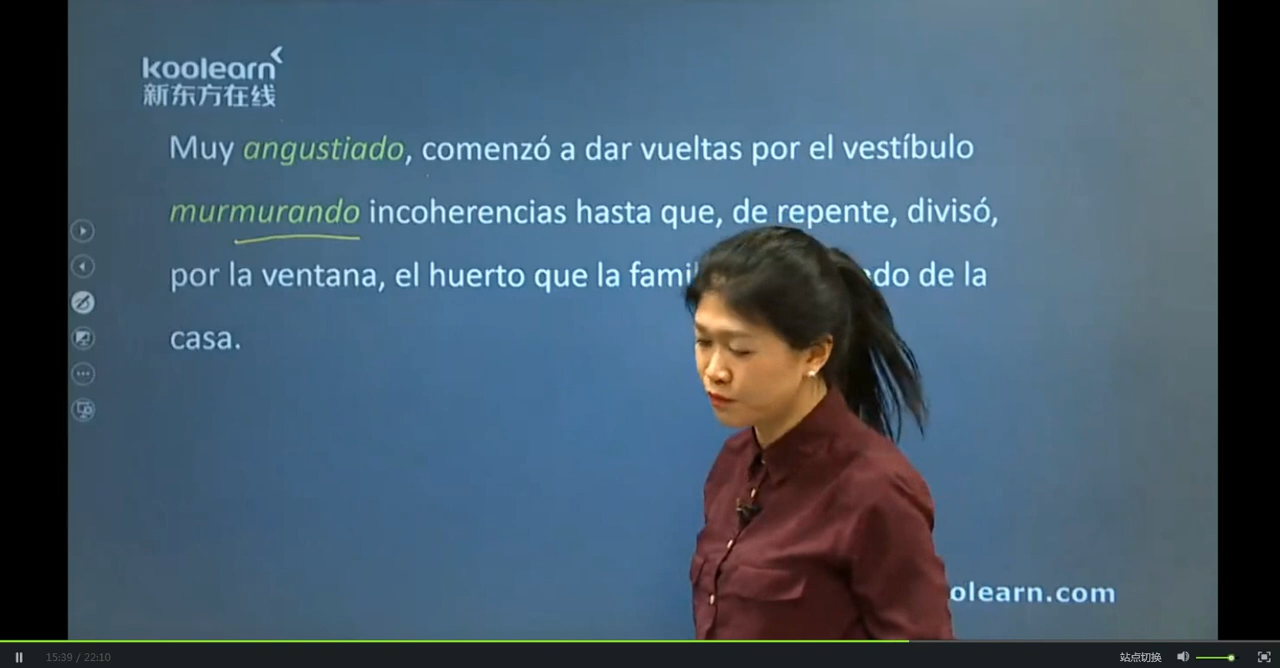 koolearn
新东方在线
Muy angustiado, comenzó a dar vueltas por el vestíbulo
murmurando incoherencias hasta que, de repente, divisó,
por la ventana, el huerto que la de la
casa.
olearn.com
15:39 / 22:10
站点切换